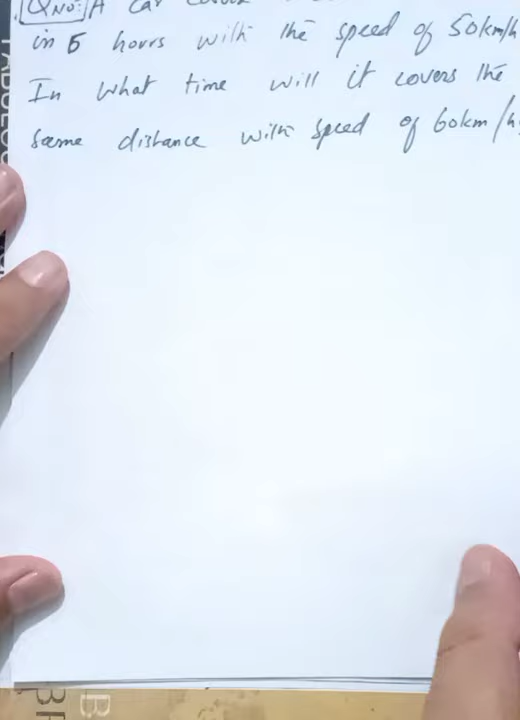 QNo: A car
in 5 hours with the speed of 50km/h
In what time will it covers the
same distance with speed of 60km/h